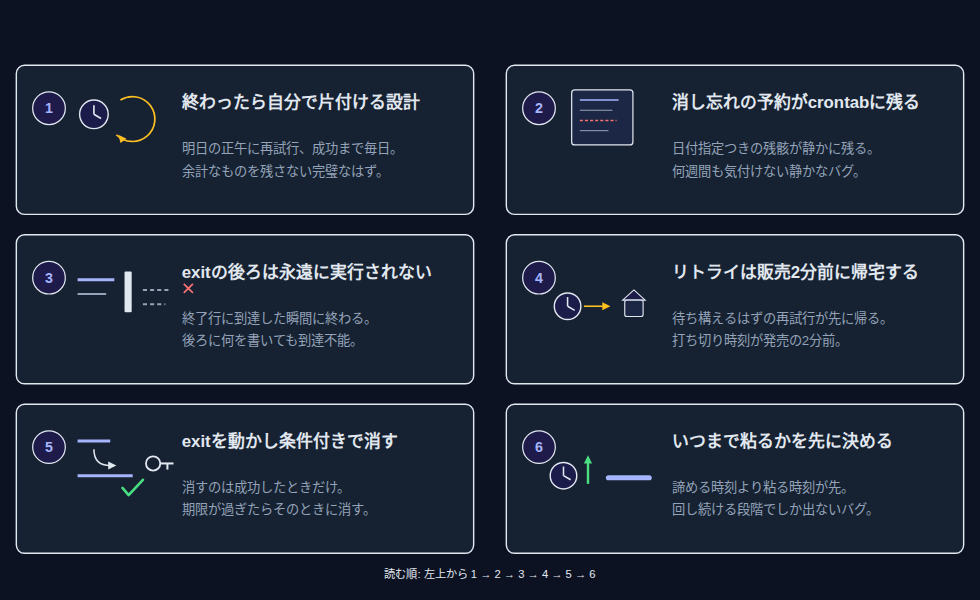 1
終わったら自分で片付ける設計
明日の正午に再試行、成功まで毎日。
余計なものを残さない完璧なはず。
2
消し忘れの予約がcrontabに残る
日付指定つきの残骸が静かに残る。
何週間も気付けない静かなバグ。
3
exitの後ろは永遠に実行されない
終了行に到達した瞬間に終わる。
後ろに何を書いても到達不能。
4
リトライは販売2分前に帰宅する
待ち構えるはずの再試行が先に帰る。
打ち切り時刻が発売の2分前。
5
exitを動かし条件付きで消す
消すのは成功したときだけ。
期限が過ぎたらそのときに消す。
6
いつまで粘るかを先に決める
諦める時刻より粘る時刻が先。
回し続ける段階でしか出ないバグ。
読む順: 左上から 1 → 2 → 3 → 4 → 5 → 6